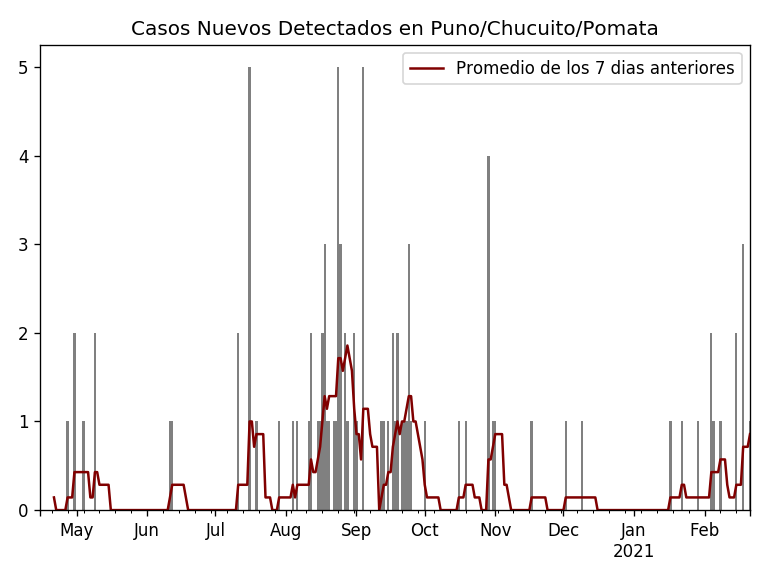 Casos Nuevos Detectados en Puno/Chucuito/Pomata
Promedio de los 7 dias anteriores
5
4
3
2
1
0
May Jun Jul Aug Sep Oct Nov Dec Jan Feb
2021